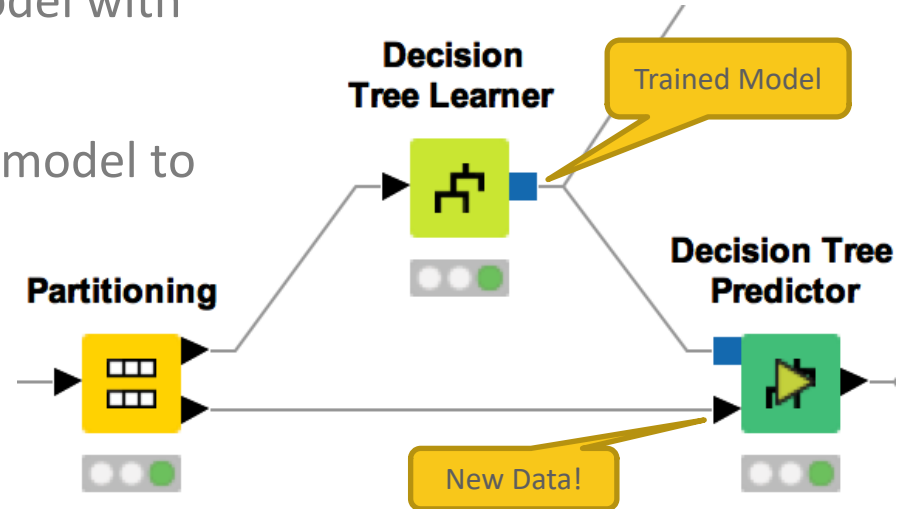 odel with
Decision
Tree Learner
Trained Model
model to
Decision Tree
Predictor
Partitioning
New Data!